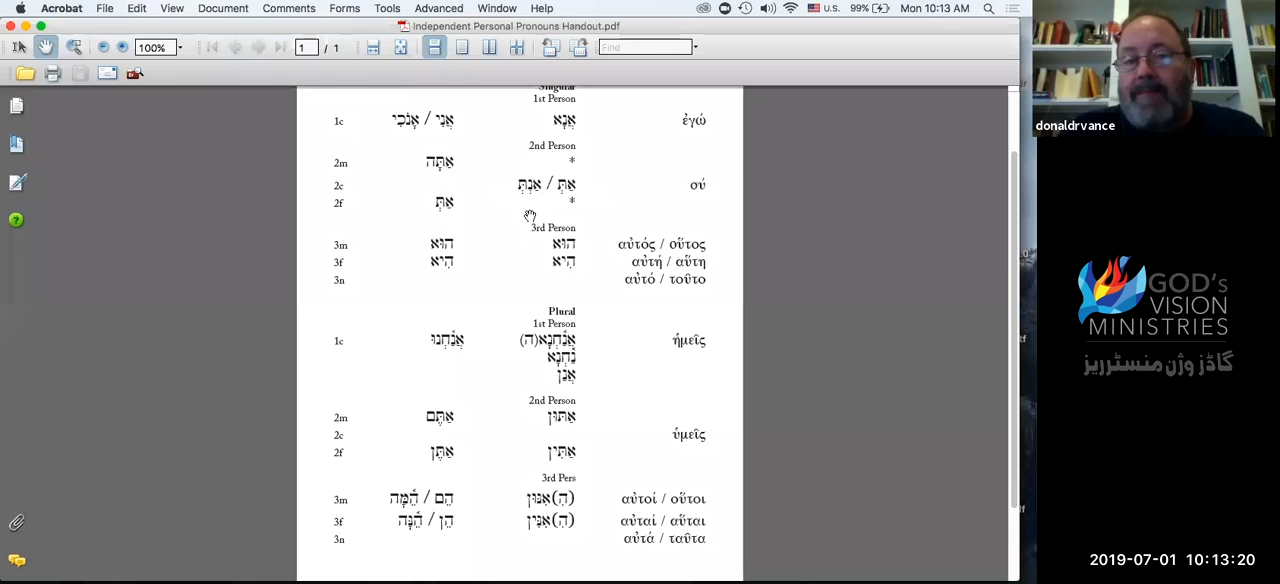 Acrobat File Edit View Document Comments Forms Tools Advanced Window Help U.S. 99% Mon 10:13 AM
Independent Personal Pronouns Handout.pdf
100% 1 / 1 Find
Singular
1st Person
1c אֲנִי / אָנֹכִי אֲנָא ἐγώ
2nd Person
2m אַתָּה *
2c אַתְּ / אַנְתְּ σύ
2f אַתְּ *
3rd Person
3m הוּא הוּא αὐτός / οὗτος
3f הִיא הִיא αὐτή / αὕτη
3n αὐτό / τοῦτο
Plural
1st Person
1c אֲנַ֫חְנוּ אֲנַ֫חְנָא(ה) ἡμεῖς
נַ֫חְנָא
אֲנַן
2nd Person
2m אַתֶּם אַתּוּן
2c ὑμεῖς
2f אַתֶּן אַתִּין
3rd Pers
3m הֵם / הֵ֫מָּה (הִ)אִנּוּן αὐτοί / οὗτοι
3f הֵן / הֵ֫נָּה (הִ)אִנִּין αὐταί / αὗται
3n αὐτά / ταῦτα
donaldrvance
GOD's
VISION
MINISTRIES
گاڈز وژن منسٹریز
2019-07-01 10:13:20